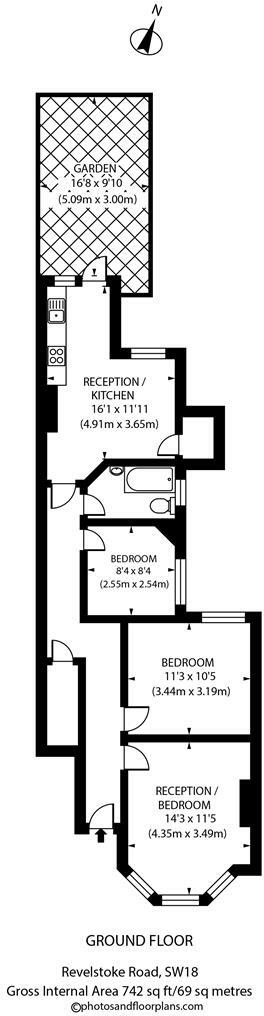 N
GARDEN
16'8 x 9'10
(5.09m x 3.00m)
RECEPTION /
KITCHEN
16'1 x 11'11
(4.91m x 3.65m)
BEDROOM
8'4 x 8'4
(2.55m x 2.54m)
BEDROOM
11'3 x 10'5
(3.44m x 3.19m)
RECEPTION /
BEDROOM
14'3 x 11'5
(4.35m x 3.49m)
GROUND FLOOR
Revelstoke Road, SW18
Gross Internal Area 742 sq ft/69 sq metres
©photosandfloorplans.com